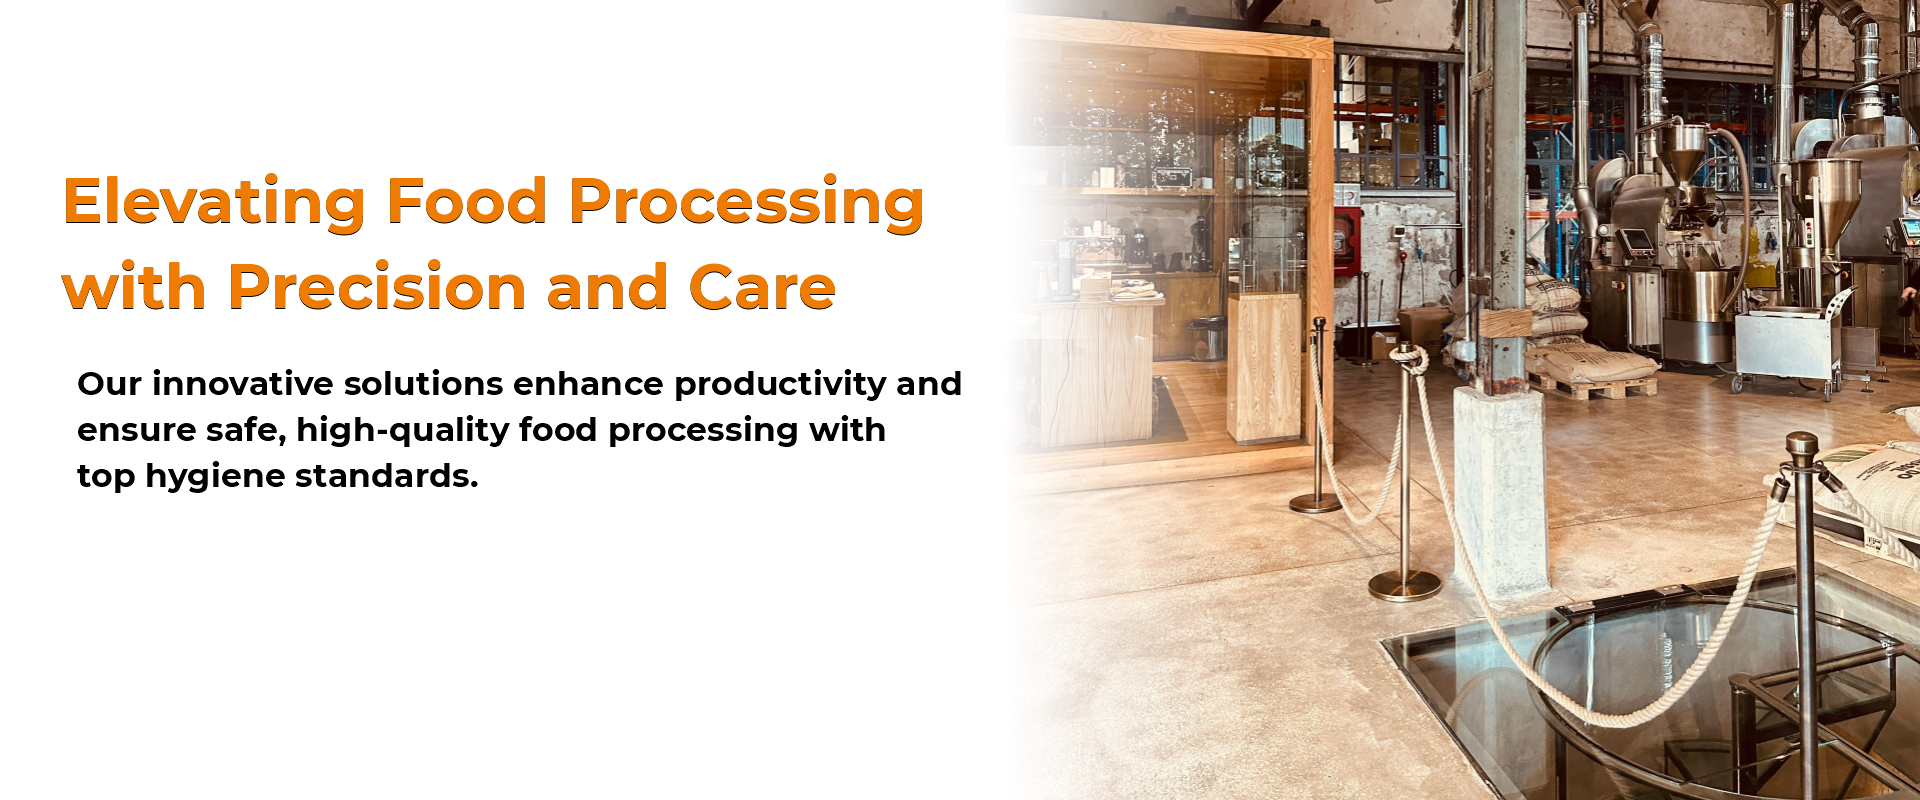 Elevating Food Processing
with Precision and Care
Our innovative solutions enhance productivity and
ensure safe, high-quality food processing with
top hygiene standards.